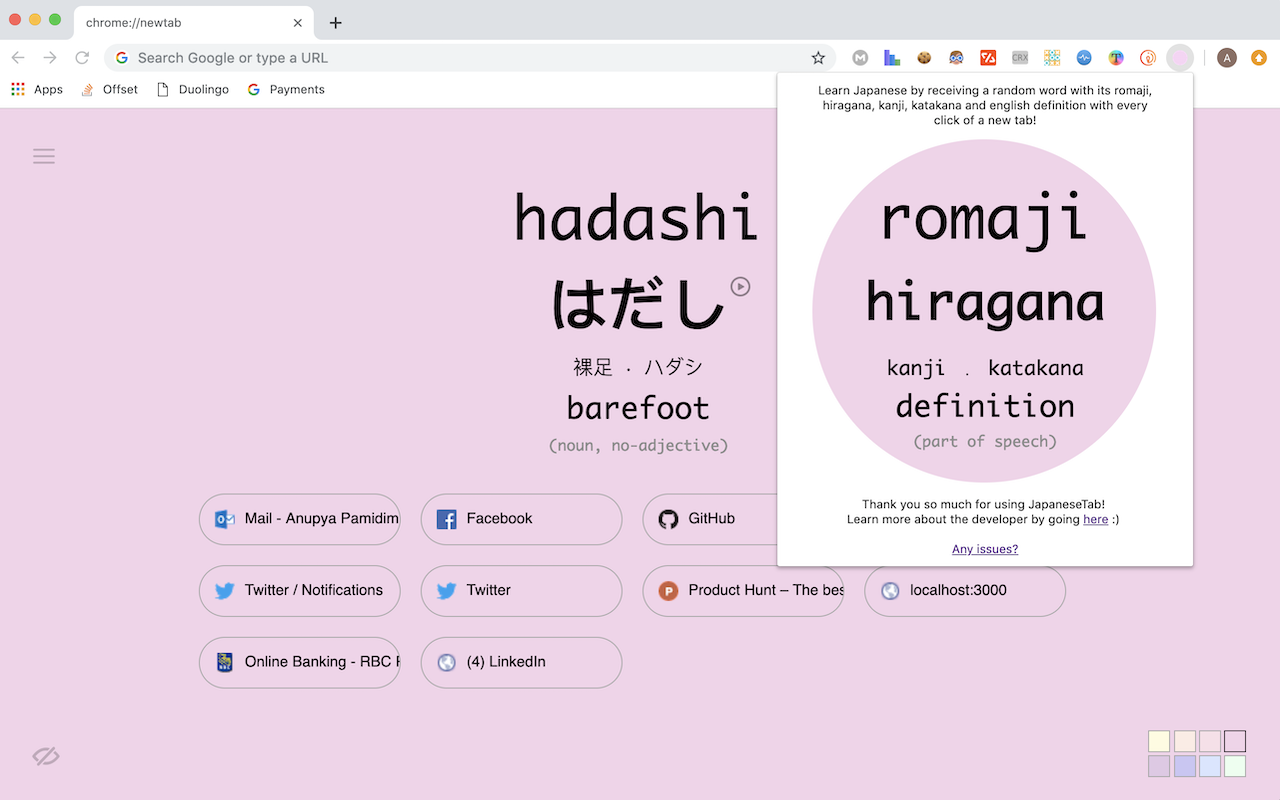 chrome://newtab
Search Google or type a URL
CRX
A
Apps
Offset
Duolingo
Payments
Learn Japanese by receiving a random word with its romaji,
hiragana, kanji, katakana and english definition with every
click of a new tab!
hadashi
はだし
裸足 . ハダシ
barefoot
(noun, no-adjective)
romaji
hiragana
kanji . katakana
definition
(part of speech)
Thank you so much for using JapaneseTab!
Learn more about the developer by going here :)
Any issues?
Mail - Anupya Pamidim
Facebook
GitHub
Twitter / Notifications
Twitter
Product Hunt – The bes
localhost:3000
Online Banking - RBC
(4) LinkedIn